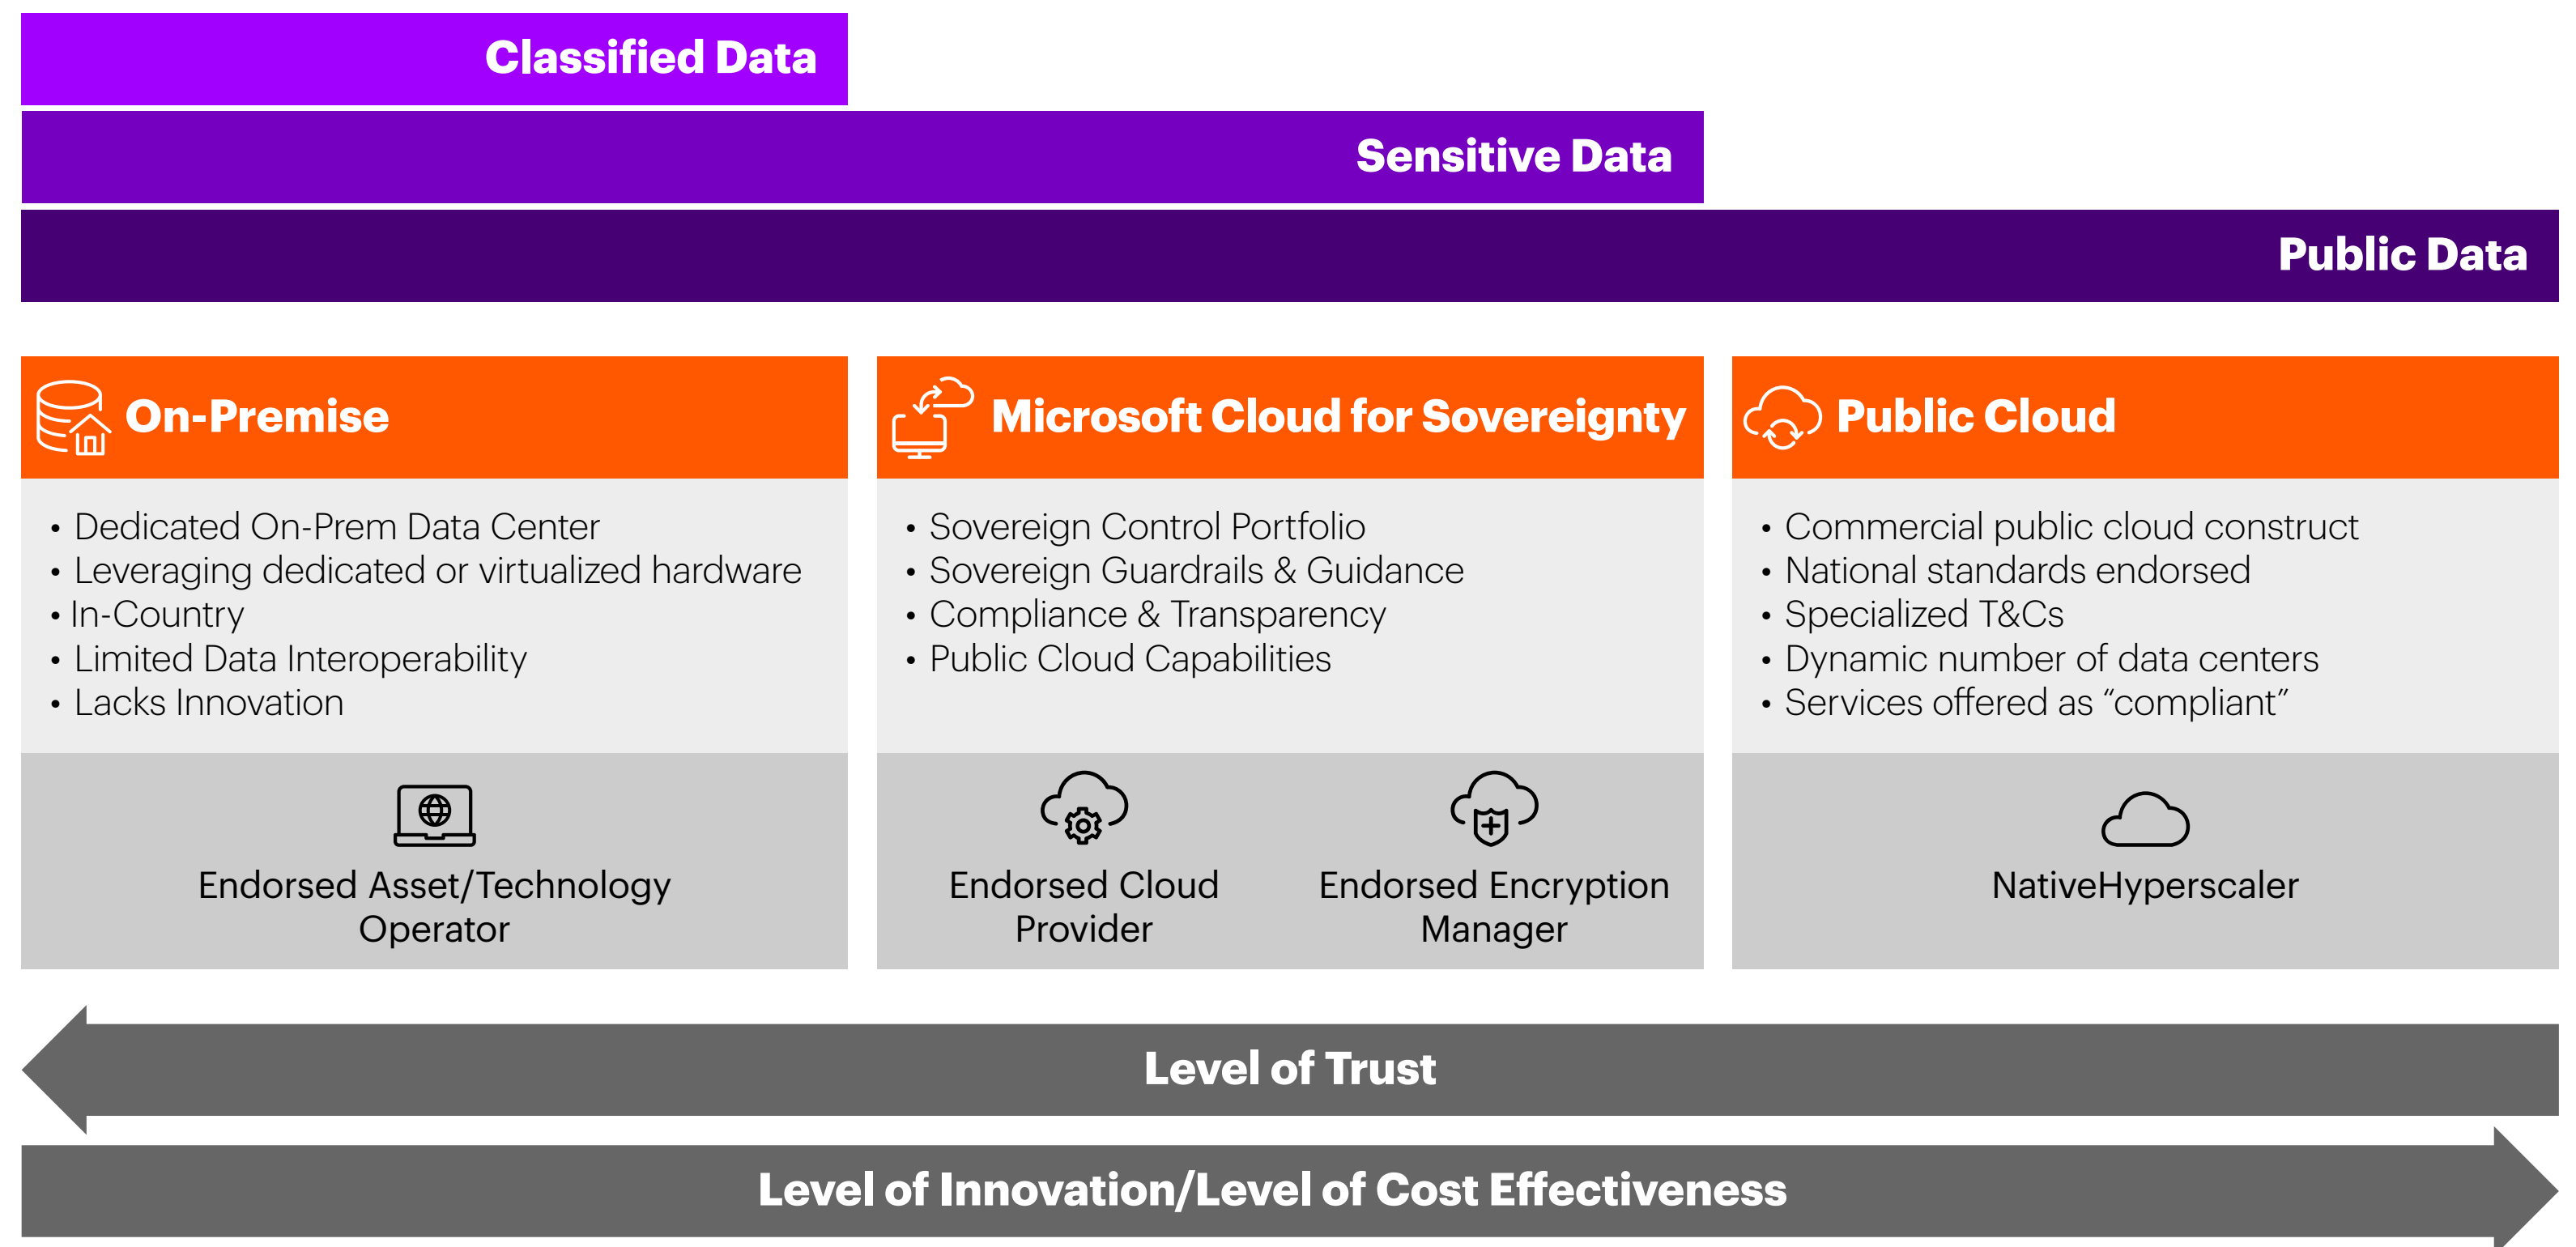 Classified Data
Sensitive Data
Public Data
On-Premise
• Dedicated On-Prem Data Center
• Leveraging dedicated or virtualized hardware
• In-Country
• Limited Data Interoperability
• Lacks Innovation
Endorsed Asset/Technology
Operator
Microsoft Cloud for Sovereignty
• Sovereign Control Portfolio
• Sovereign Guardrails & Guidance
• Compliance & Transparency
• Public Cloud Capabilities
Endorsed Cloud
Provider
Endorsed Encryption
Manager
Public Cloud
• Commercial public cloud construct
• National standards endorsed
• Specialized T&Cs
• Dynamic number of data centers
• Services offered as “compliant”
NativeHyperscaler
Level of Trust
Level of Innovation/Level of Cost Effectiveness